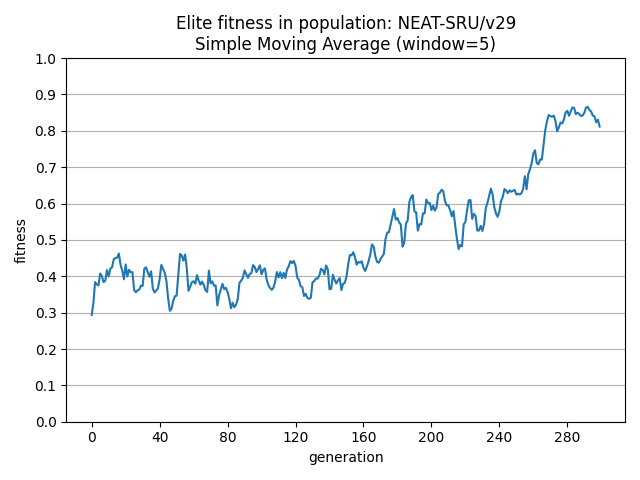 Elite fitness in population: NEAT-SRU/v29
Simple Moving Average (window=5)
1.0
0.9
0.8
0.7
0.6
0.5
0.4
0.3
0.2
0.1
0.0
fitness
0 40 80 120 160 200 240 280
generation